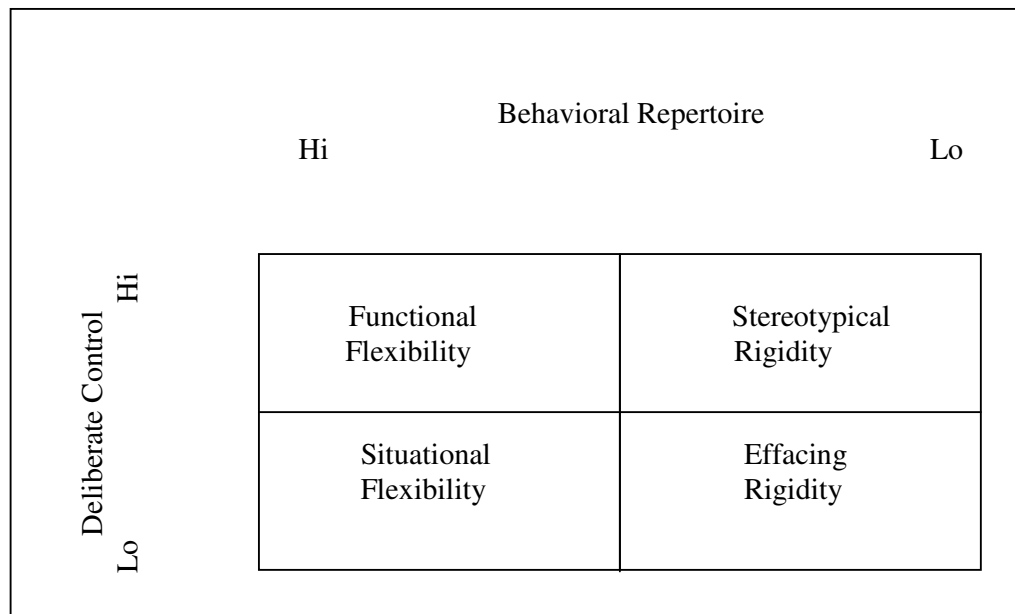 Behavioral Repertoire
Hi Lo
Hi
Deliberate Control
Lo
Functional Stereotypical
Flexibility Rigidity
Situational Effacing
Flexibility Rigidity